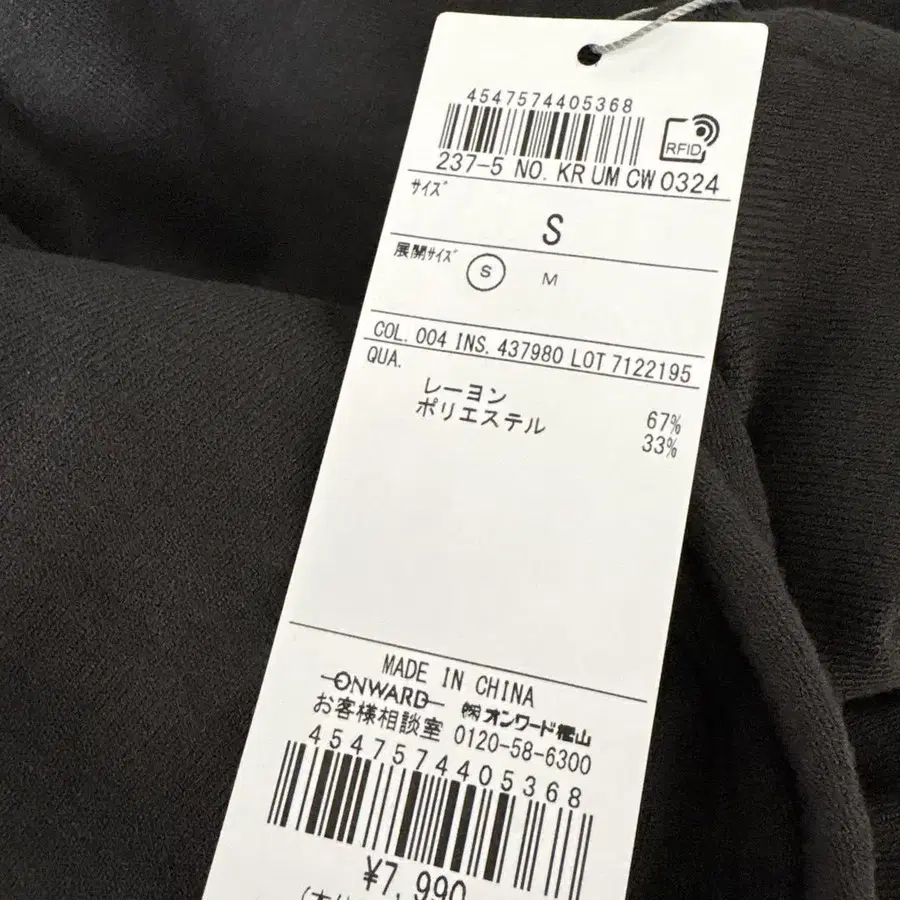 4547574405368
RFID
237-5 NO. KR UM CW 0324
サイズ
S
展開サイズ
S M
COL. 004 INS. 437980 LOT 7122195
QUA.
レーヨン 67%
ポリエステル 33%
MADE IN CHINA
ONWARD ㈱オンワード樫山
お客様相談室 0120-58-6300
4547574405368
¥7,990